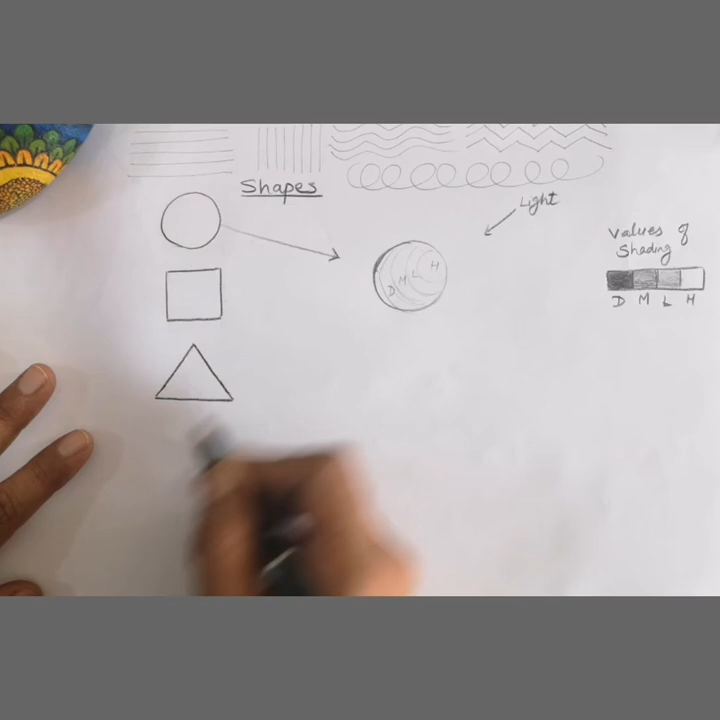 Shapes
Light
Values of
Shading
D M L H
D M L H